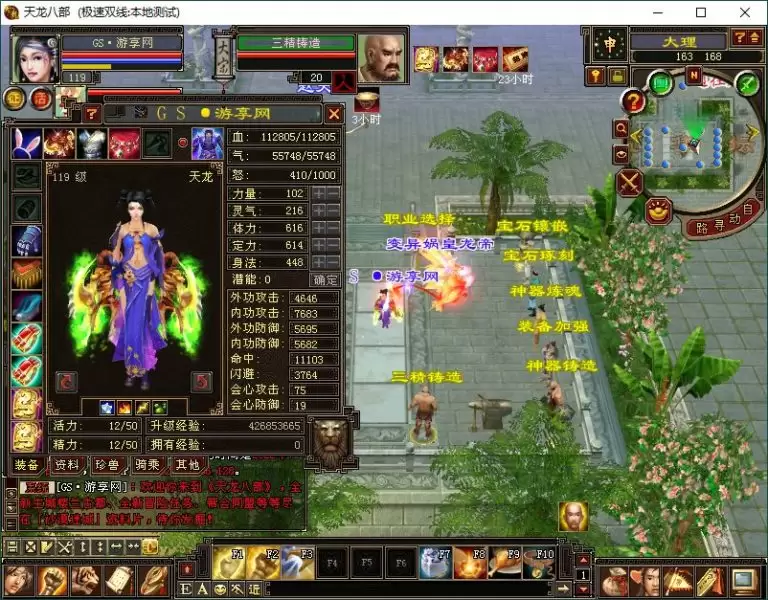 天龙八部 (极速双线:本地测试)
GS·游享网
119
三精铸造
20
23小时
3小时
大理
163 168
自动寻路
GS●游享网
119 级
天龙
血: 112805/112805
气: 55748/55748
怒: 410/1000
力量: 102
灵气: 216
体力: 616
定力: 614
身法: 448
潜能: 0 确定
外功攻击: 4646
内功攻击: 7683
外功防御: 5695
内功防御: 5682
命中: 11103
闪避: 3764
会心攻击: 75
会心防御: 19
活力: 12/50 升级经验: 426853665
精力: 12/50 拥有经验: 0
装备 资料 珍兽 骑乘 其他
职业选择
变异娲皇龙帝
●游享网
宝石镶嵌
宝石琢刻
神器炼魂
装备加强
神器铸造
三精铸造
F1 F2 F3 F4 F5 F6 F7 F8 F9 F10
1
E A 近